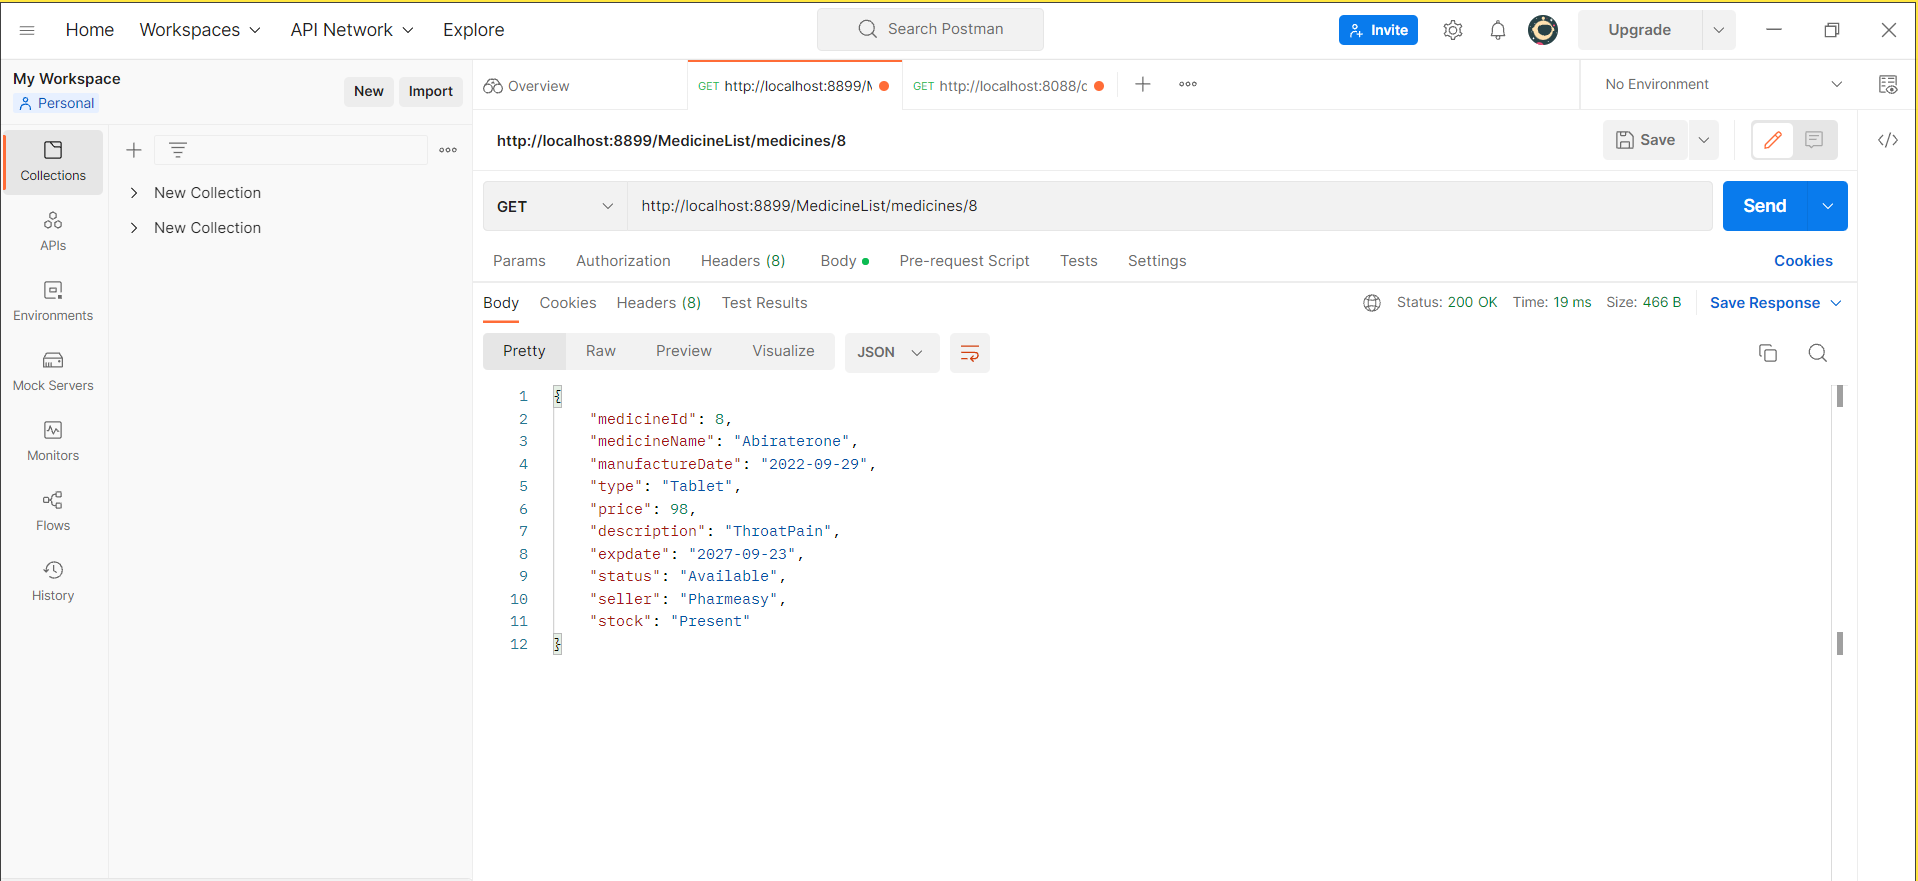 Home Workspaces API Network Explore Search Postman Invite Upgrade
My Workspace
Personal
New Import
Overview GET http://localhost:8899/M GET http://localhost:8088/c No Environment
http://localhost:8899/MedicineList/medicines/8 Save
GET http://localhost:8899/MedicineList/medicines/8 Send
Collections
APIs
Environments
Mock Servers
Monitors
Flows
History
New Collection
New Collection
Params Authorization Headers (8) Body Pre-request Script Tests Settings Cookies
Body Cookies Headers (8) Test Results Status: 200 OK Time: 19 ms Size: 466 B Save Response
Pretty Raw Preview Visualize JSON
1 {
2 "medicineId": 8,
3 "medicineName": "Abiraterone",
4 "manufactureDate": "2022-09-29",
5 "type": "Tablet",
6 "price": 98,
7 "description": "ThroatPain",
8 "expdate": "2027-09-23",
9 "status": "Available",
10 "seller": "Pharmeasy",
11 "stock": "Present"
12 }